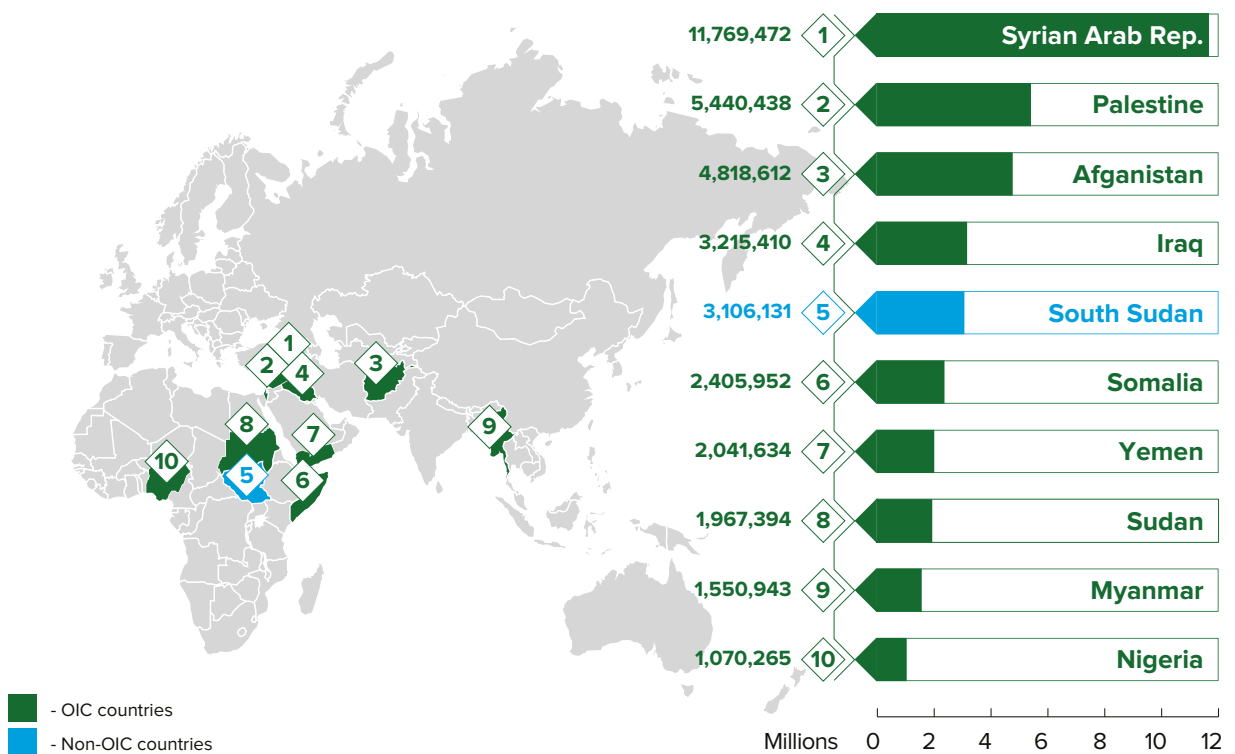 11,769,472 1 Syrian Arab Rep.
5,440,438 2 Palestine
4,818,612 3 Afganistan
3,215,410 4 Iraq
3,106,131 5 South Sudan
2,405,952 6 Somalia
2,041,634 7 Yemen
1,967,394 8 Sudan
1,550,943 9 Myanmar
1,070,265 10 Nigeria
1
2
4
3
8
7
9
10
5
6
- OIC countries
- Non-OIC countries
Millions 0 2 4 6 8 10 12